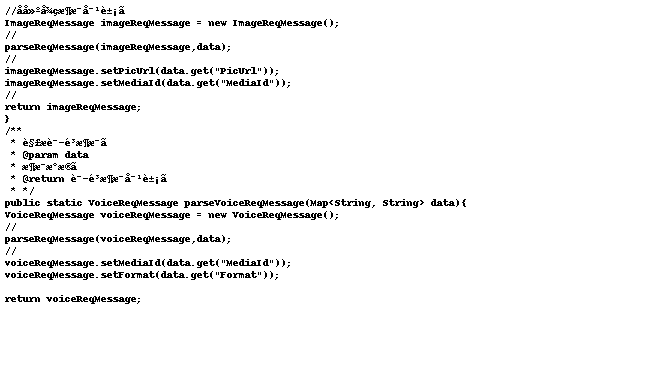 //åå»ºå¾çæ¶æ¯å¯¹è±¡ã
ImageReqMessage imageReqMessage = new ImageReqMessage();
//
parseReqMessage(imageReqMessage,data);
//
imageReqMessage.setPicUrl(data.get("PicUrl"));
imageReqMessage.setMediaId(data.get("MediaId"));
//
return imageReqMessage;
}
/**
* è§£æè¯­é³æ¶æ¯ã
* @param data
* æ¶æ¯æ°æ®ã
* @return è¯­é³æ¶æ¯å¯¹è±¡ã
* */
public static VoiceReqMessage parseVoiceReqMessage(Map<String, String> data){
VoiceReqMessage voiceReqMessage = new VoiceReqMessage();
//
parseReqMessage(voiceReqMessage,data);
//
voiceReqMessage.setMediaId(data.get("MediaId"));
voiceReqMessage.setFormat(data.get("Format"));
return voiceReqMessage;